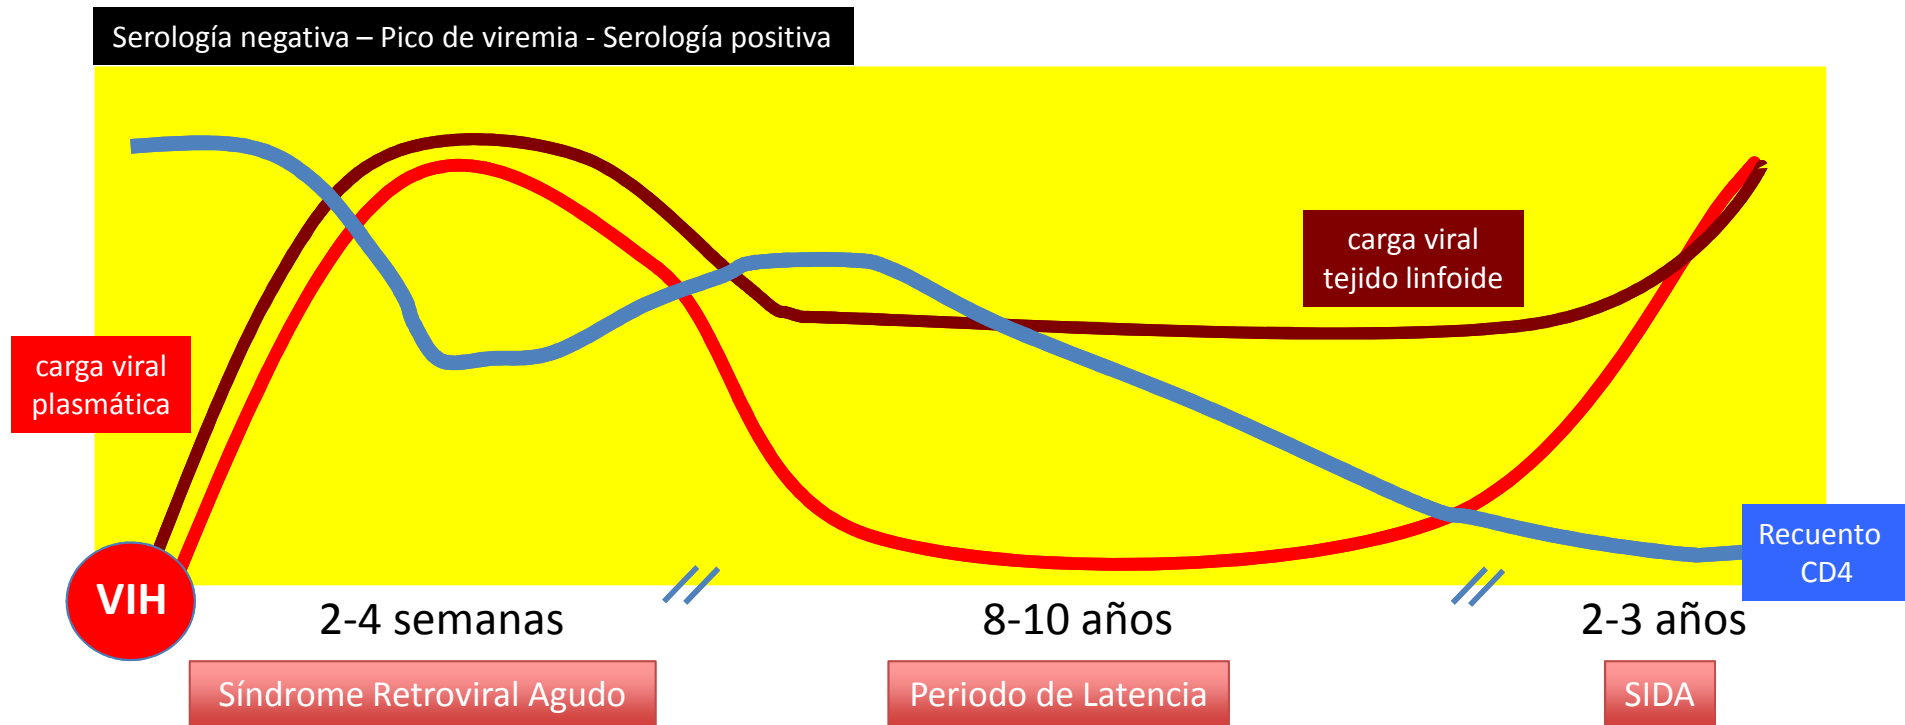 Serología negativa – Pico de viremia - Serología positiva
carga viral
tejido linfoide
carga viral
plasmática
Recuento
CD4
VIH
2-4 semanas
8-10 años
2-3 años
Síndrome Retroviral Agudo
Periodo de Latencia
SIDA